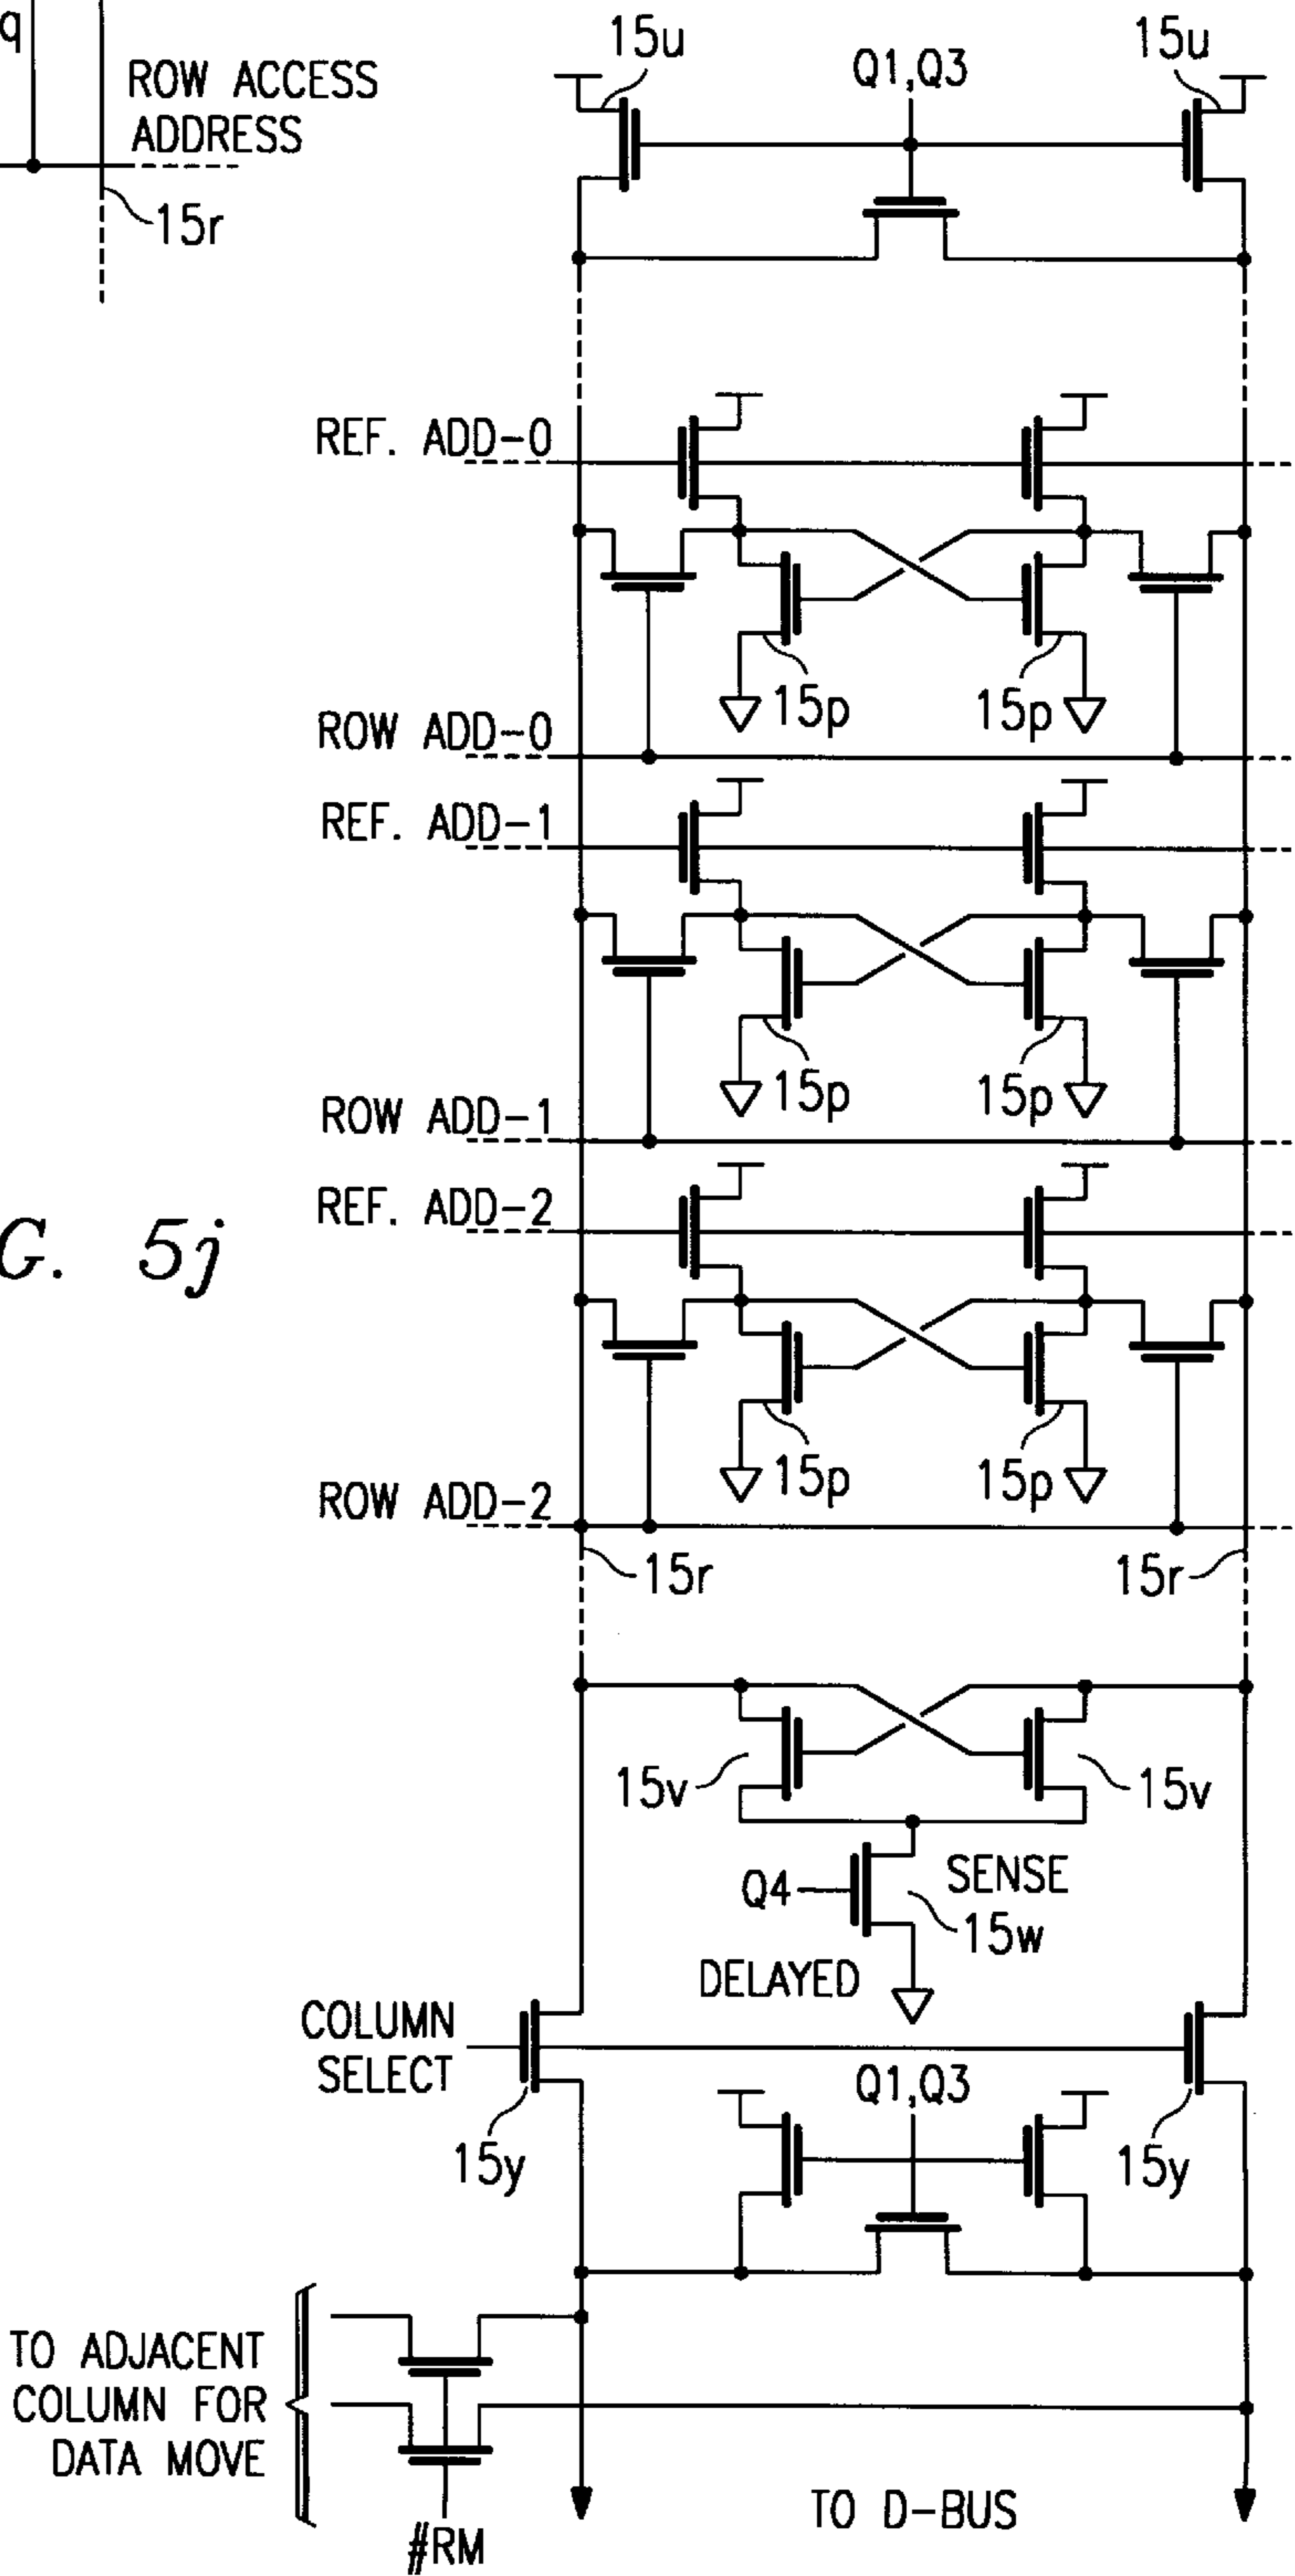 q
ROW ACCESS
ADDRESS
15r
15u
Q1,Q3
15u
REF. ADD-0
15p
15p
ROW ADD-0
REF. ADD-1
15p
15p
ROW ADD-1
G. 5j
REF. ADD-2
15p
15p
ROW ADD-2
15r
15r
15v
15v
Q4
SENSE
15w
DELAYED
COLUMN
SELECT
Q1,Q3
15y
15y
TO ADJACENT
COLUMN FOR
DATA MOVE
TO D-BUS
#RM